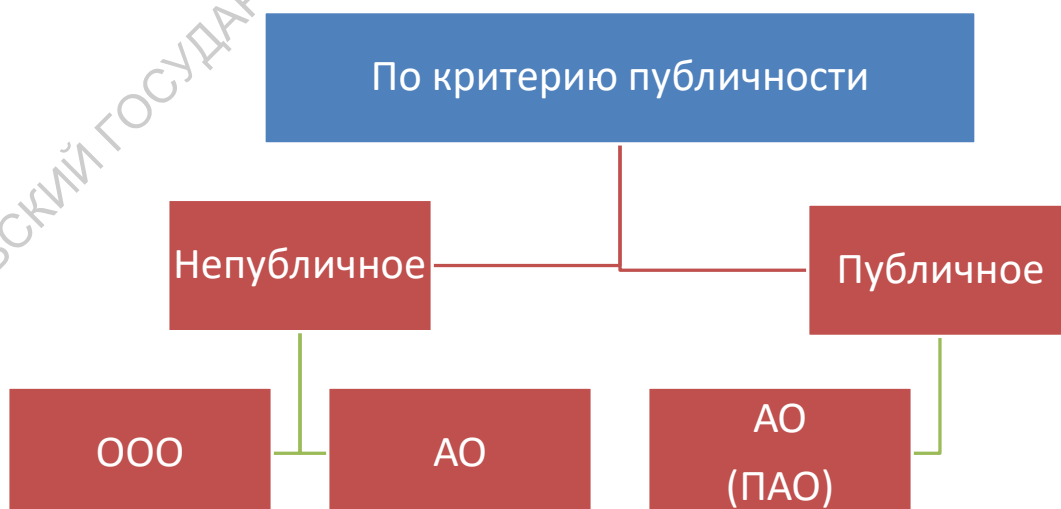 По критерию публичности
Непубличное
Публичное
ООО
АО
АО
(ПАО)